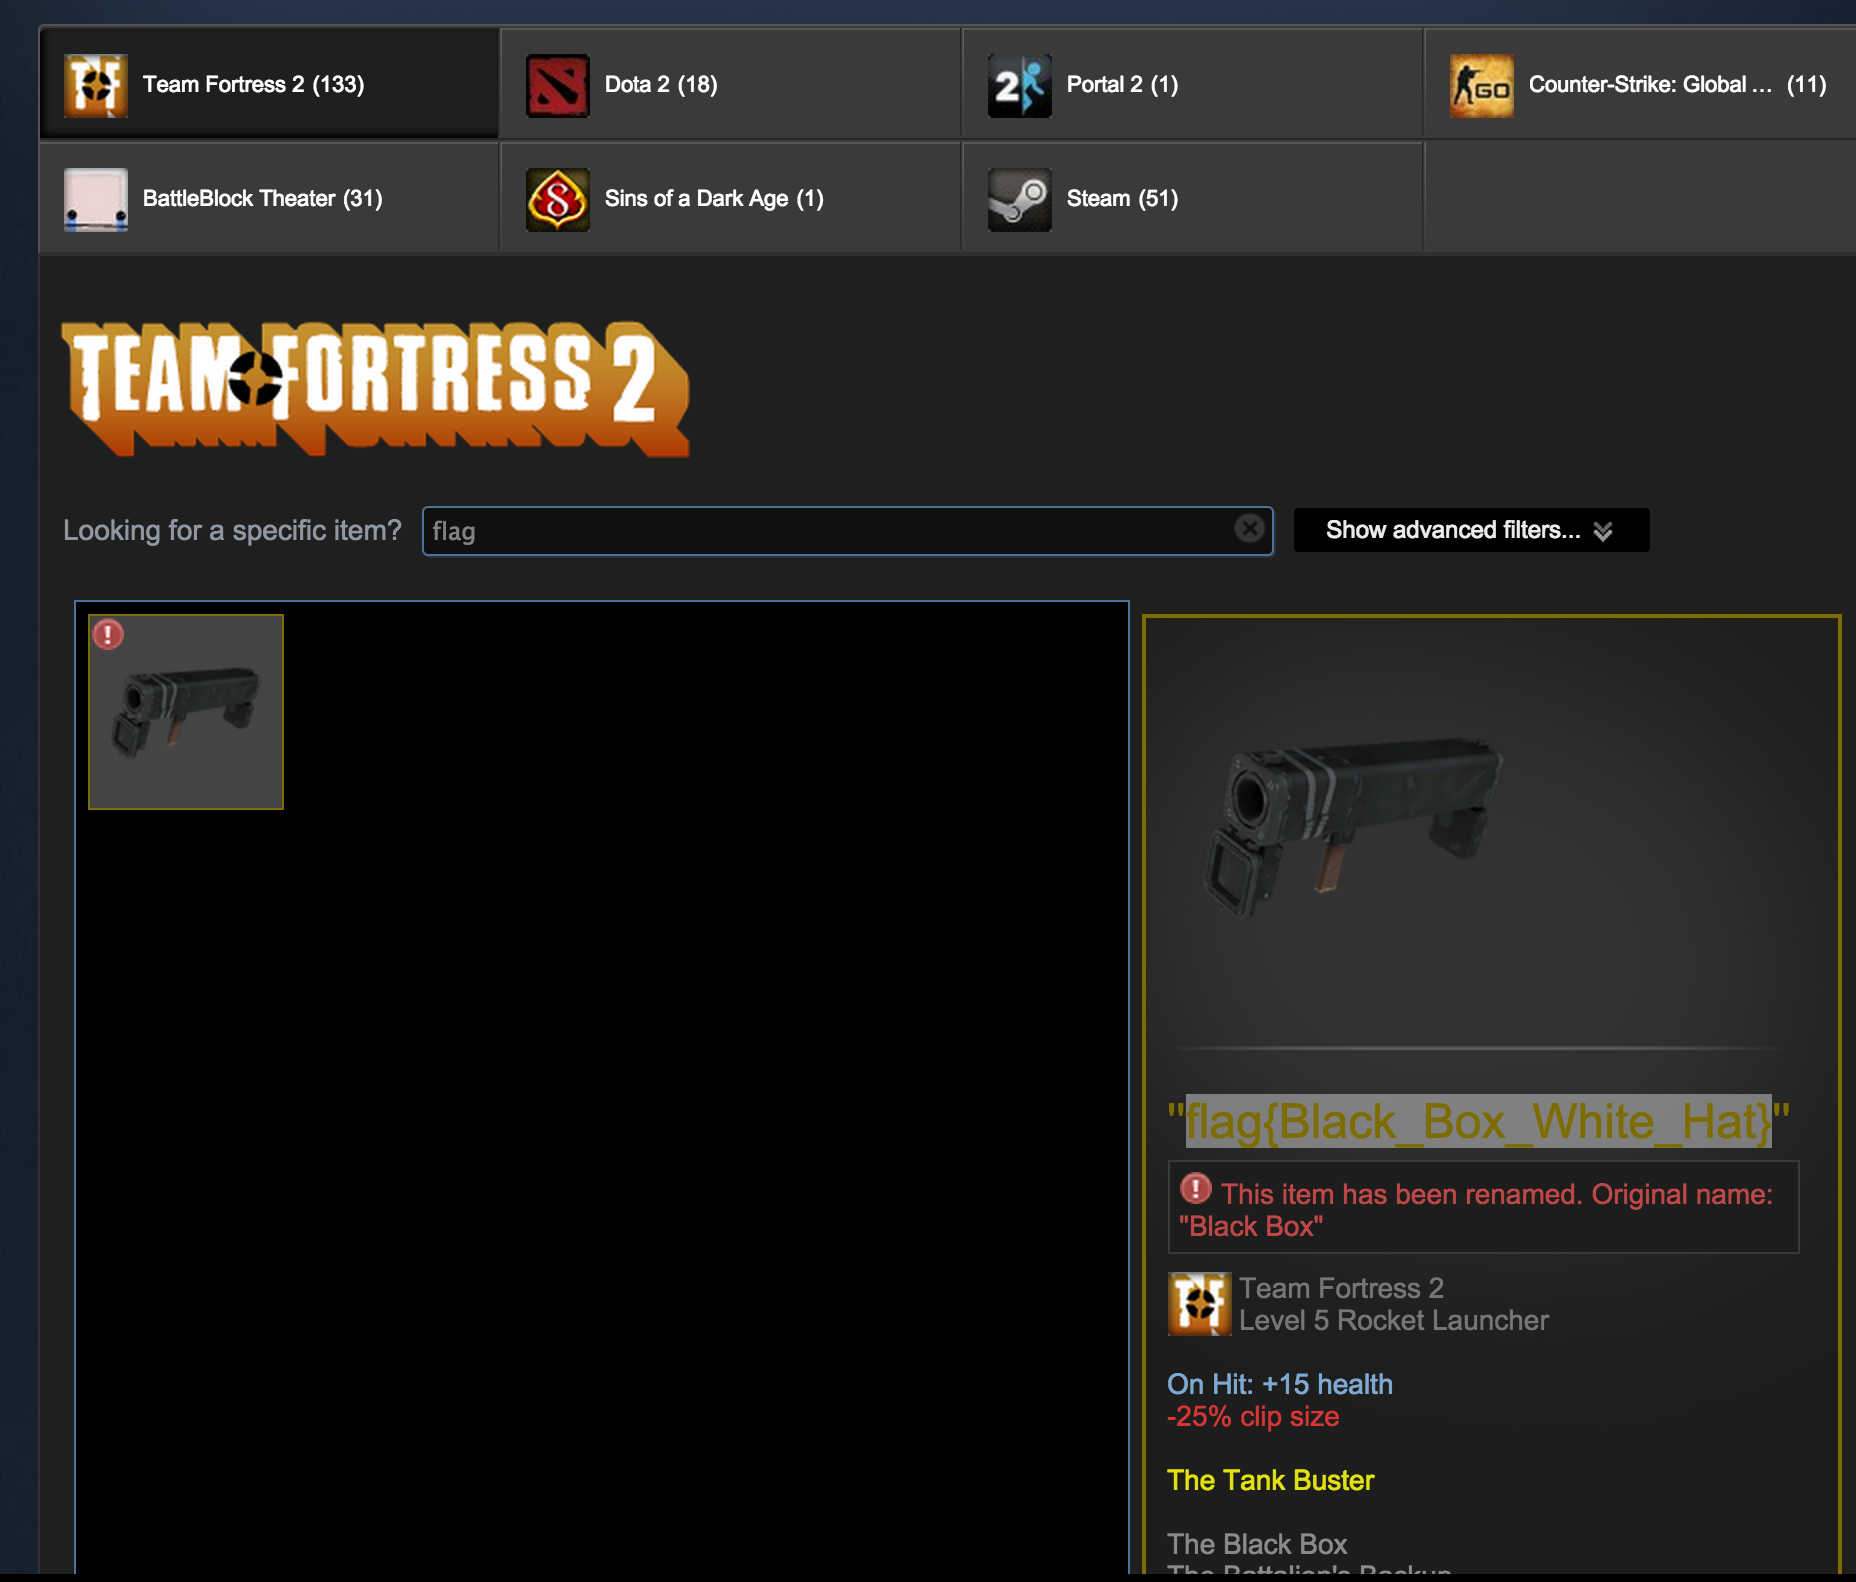 Team Fortress 2 (133)
Dota 2 (18)
Portal 2 (1)
Counter-Strike: Global ... (11)
BattleBlock Theater (31)
Sins of a Dark Age (1)
Steam (51)
TEAM FORTRESS 2
Looking for a specific item?
flag
Show advanced filters...
"flag{Black_Box_White_Hat}"
This item has been renamed. Original name:
"Black Box"
Team Fortress 2
Level 5 Rocket Launcher
On Hit: +15 health
-25% clip size
The Tank Buster
The Black Box
The Battalion's Backup